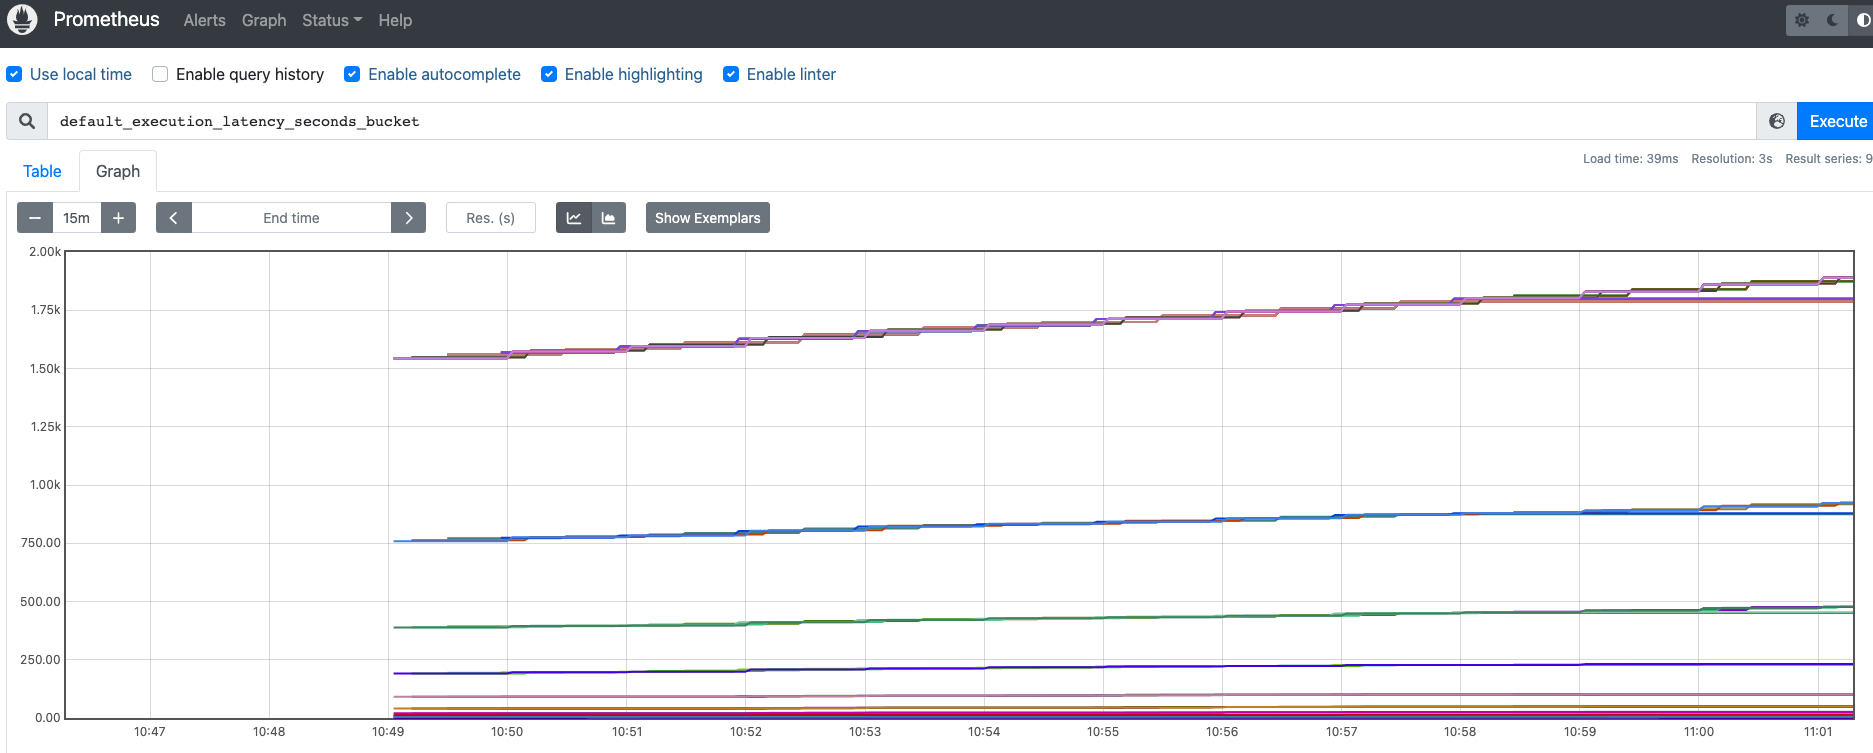 Prometheus Alerts Graph Status Help
Use local time Enable query history Enable autocomplete Enable highlighting Enable linter
default_execution_latency_seconds_bucket
Execute
Table Graph
Load time: 39ms Resolution: 3s Result series: 9
15m End time Res. (s) Show Exemplars
2.00k
1.75k
1.50k
1.25k
1.00k
750.00
500.00
250.00
0.00
10:47 10:48 10:49 10:50 10:51 10:52 10:53 10:54 10:55 10:56 10:57 10:58 10:59 11:00 11:01